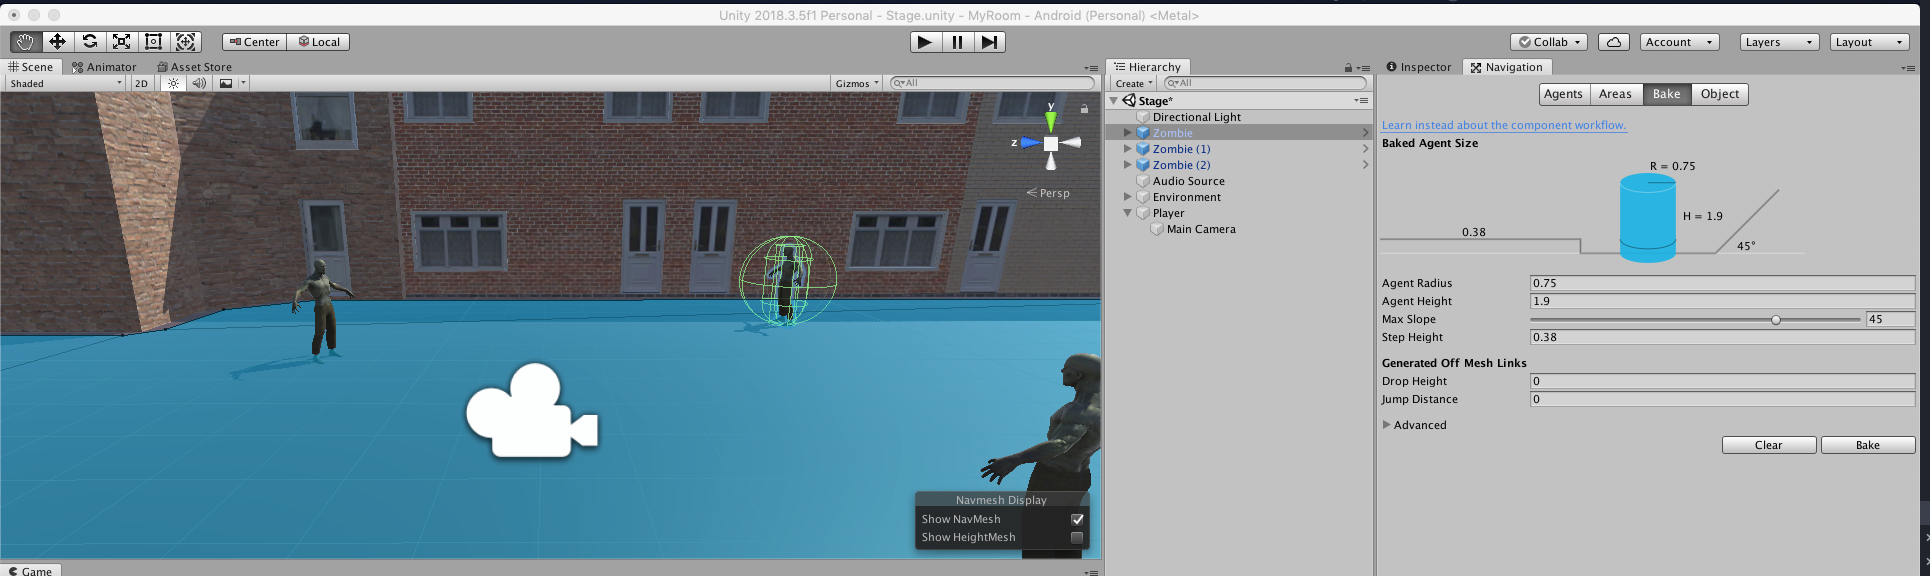 Unity 2018.3.5f1 Personal - Stage.unity - MyRoom - Android (Personal) <Metal>
Center Local
Collab Account Layers Layout
Scene Animator Asset Store
Shaded 2D Gizmos All
y
z
Persp
Navmesh Display
Show NavMesh
Show HeightMesh
Game
Hierarchy
Create All
Stage*
Directional Light
Zombie
Zombie (1)
Zombie (2)
Audio Source
Environment
Player
Main Camera
Inspector Navigation
Agents Areas Bake Object
Learn instead about the component workflow.
Baked Agent Size
R = 0.75
H = 1.9
0.38
45°
Agent Radius 0.75
Agent Height 1.9
Max Slope 45
Step Height 0.38
Generated Off Mesh Links
Drop Height 0
Jump Distance 0
Advanced
Clear Bake